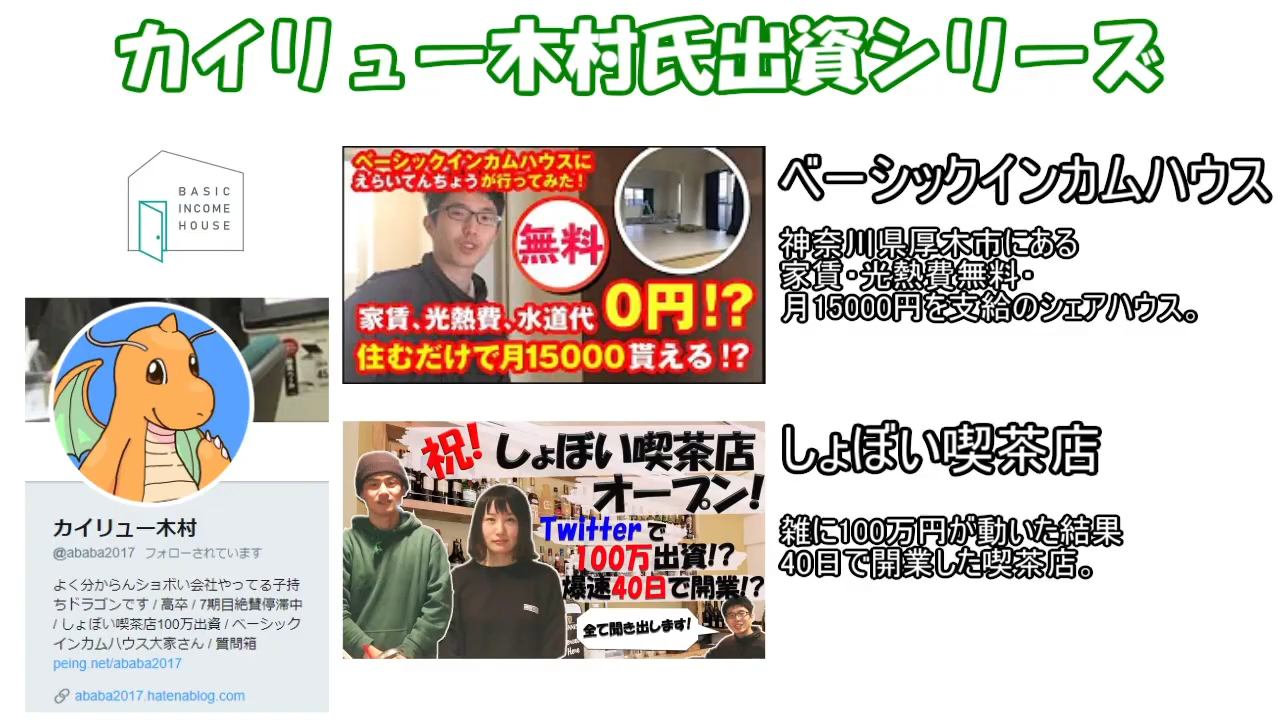 カイリュー木村氏出資シリーズ
BASIC
INCOME
HOUSE
カイリュー木村
@ababa2017 フォローされています
よく分からんショボい会社やってる子持
ちドラゴンです / 高卒 / 7期目絶賛停滞中
/ しょぼい喫茶店100万出資 / ベーシック
インカムハウス大家さん / 質問箱
peing.net/ababa2017
ababa2017.hatenablog.com
ベーシックインカムハウスに
えらいてんちょうが行ってみた!
無料
家賃、光熱費、水道代 0円!?
住むだけで月15000貰える!?
ベーシックインカムハウス
神奈川県厚木市にある
家賃・光熱費無料・
月15000円を支給のシェアハウス。
祝!しょぼい喫茶店
オープン!
Twitterで
100万出資!?
爆速40日で開業!?
全て聞き出します!
しょぼい喫茶店
雑に100万円が動いた結果
40日で開業した喫茶店。